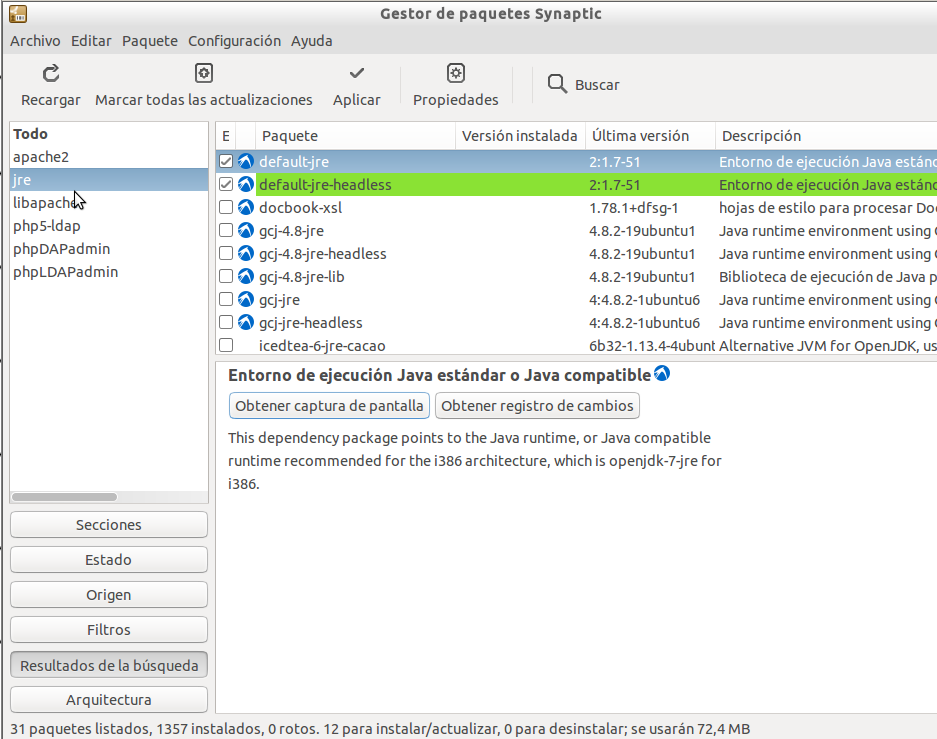 Gestor de paquetes Synaptic
Archivo Editar Paquete Configuración Ayuda
Recargar Marcar todas las actualizaciones Aplicar Propiedades Buscar
Todo
apache2
jre
libapache
php5-ldap
phpDAPadmin
phpLDAPadmin
E Paquete Versión instalada Última versión Descripción
default-jre 2:1.7-51 Entorno de ejecución Java estánd
default-jre-headless 2:1.7-51 Entorno de ejecución Java estánd
docbook-xsl 1.78.1+dfsg-1 hojas de estilo para procesar Do
gcj-4.8-jre 4.8.2-19ubuntu1 Java runtime environment using
gcj-4.8-jre-headless 4.8.2-19ubuntu1 Java runtime environment using
gcj-4.8-jre-lib 4.8.2-19ubuntu1 Biblioteca de ejecución de Java p
gcj-jre 4:4.8.2-1ubuntu6 Java runtime environment using
gcj-jre-headless 4:4.8.2-1ubuntu6 Java runtime environment using
icedtea-6-jre-cacao 6b32-1.13.4-4ubunt Alternative JVM for OpenJDK, us
Entorno de ejecución Java estándar o Java compatible
Obtener captura de pantalla Obtener registro de cambios
This dependency package points to the Java runtime, or Java compatible
runtime recommended for the i386 architecture, which is openjdk-7-jre for
i386.
Secciones
Estado
Origen
Filtros
Resultados de la búsqueda
Arquitectura
31 paquetes listados, 1357 instalados, 0 rotos. 12 para instalar/actualizar, 0 para desinstalar; se usarán 72,4 MB